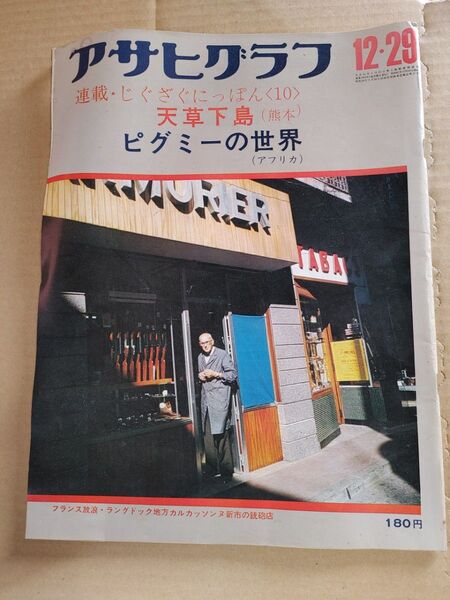 アサヒグラフ
12・29
連載・じぐざぐにっぽん〈10〉
天草下島(熊本)
ピグミーの世界
(アフリカ)
ARMURIER
TABAC
フランス放浪・ラングドック地方カルカッソンヌ新市の銃砲店
180円